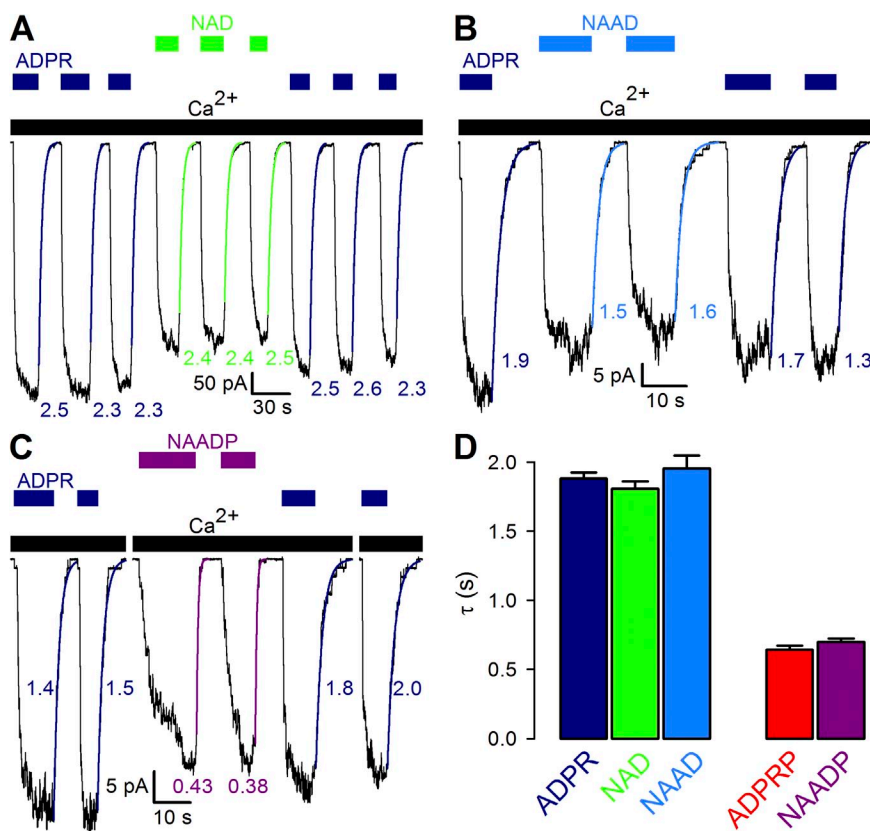 A
NAD
ADPR
Ca2+
2.4 2.4 2.5
2.5 2.3 2.3
50 pA
30 s
2.5 2.6 2.3
B
NAAD
ADPR
Ca2+
1.5 1.6
1.9
5 pA
10 s
1.7 1.3
C
NAADP
ADPR
Ca2+
1.4 1.5
1.8 2.0
5 pA
10 s
0.43 0.38
D
2.0
1.5
1.0
0.5
0.0
τ (s)
ADPR
NAD
NAAD
ADPRP
NAADP